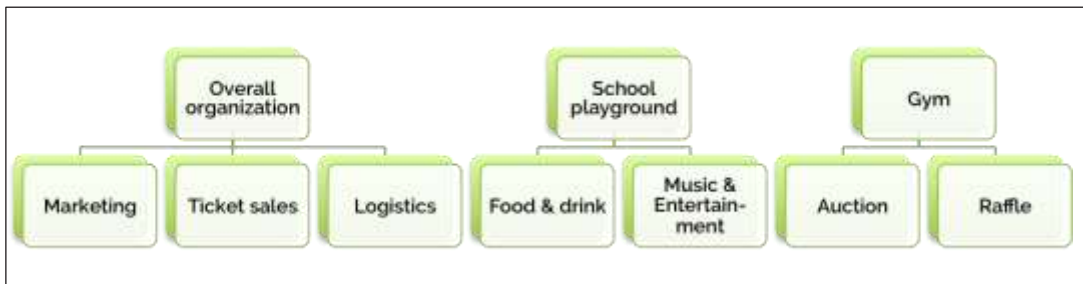 Overall
organization
School
playground
Gym
Marketing
Ticket sales
Logistics
Food & drink
Music &
Entertain-
ment
Auction
Raffle